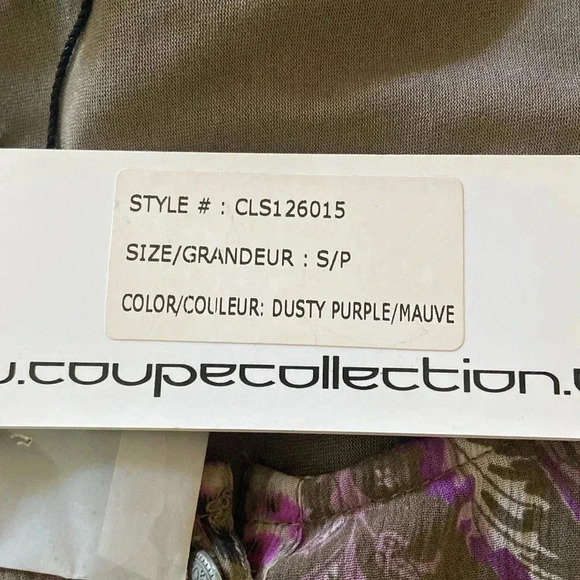 STYLE # : CLS126015
SIZE/GRANDEUR : S/P
COLOR/COULEUR: DUSTY PURPLE/MAUVE
.coupecollection.